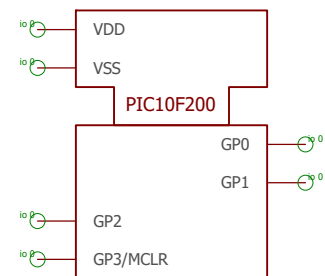 io 0 VDD
io 0 VSS
PIC10F200
GP0 io 0
GP1 io 0
io 0 GP2
io 0 GP3/MCLR